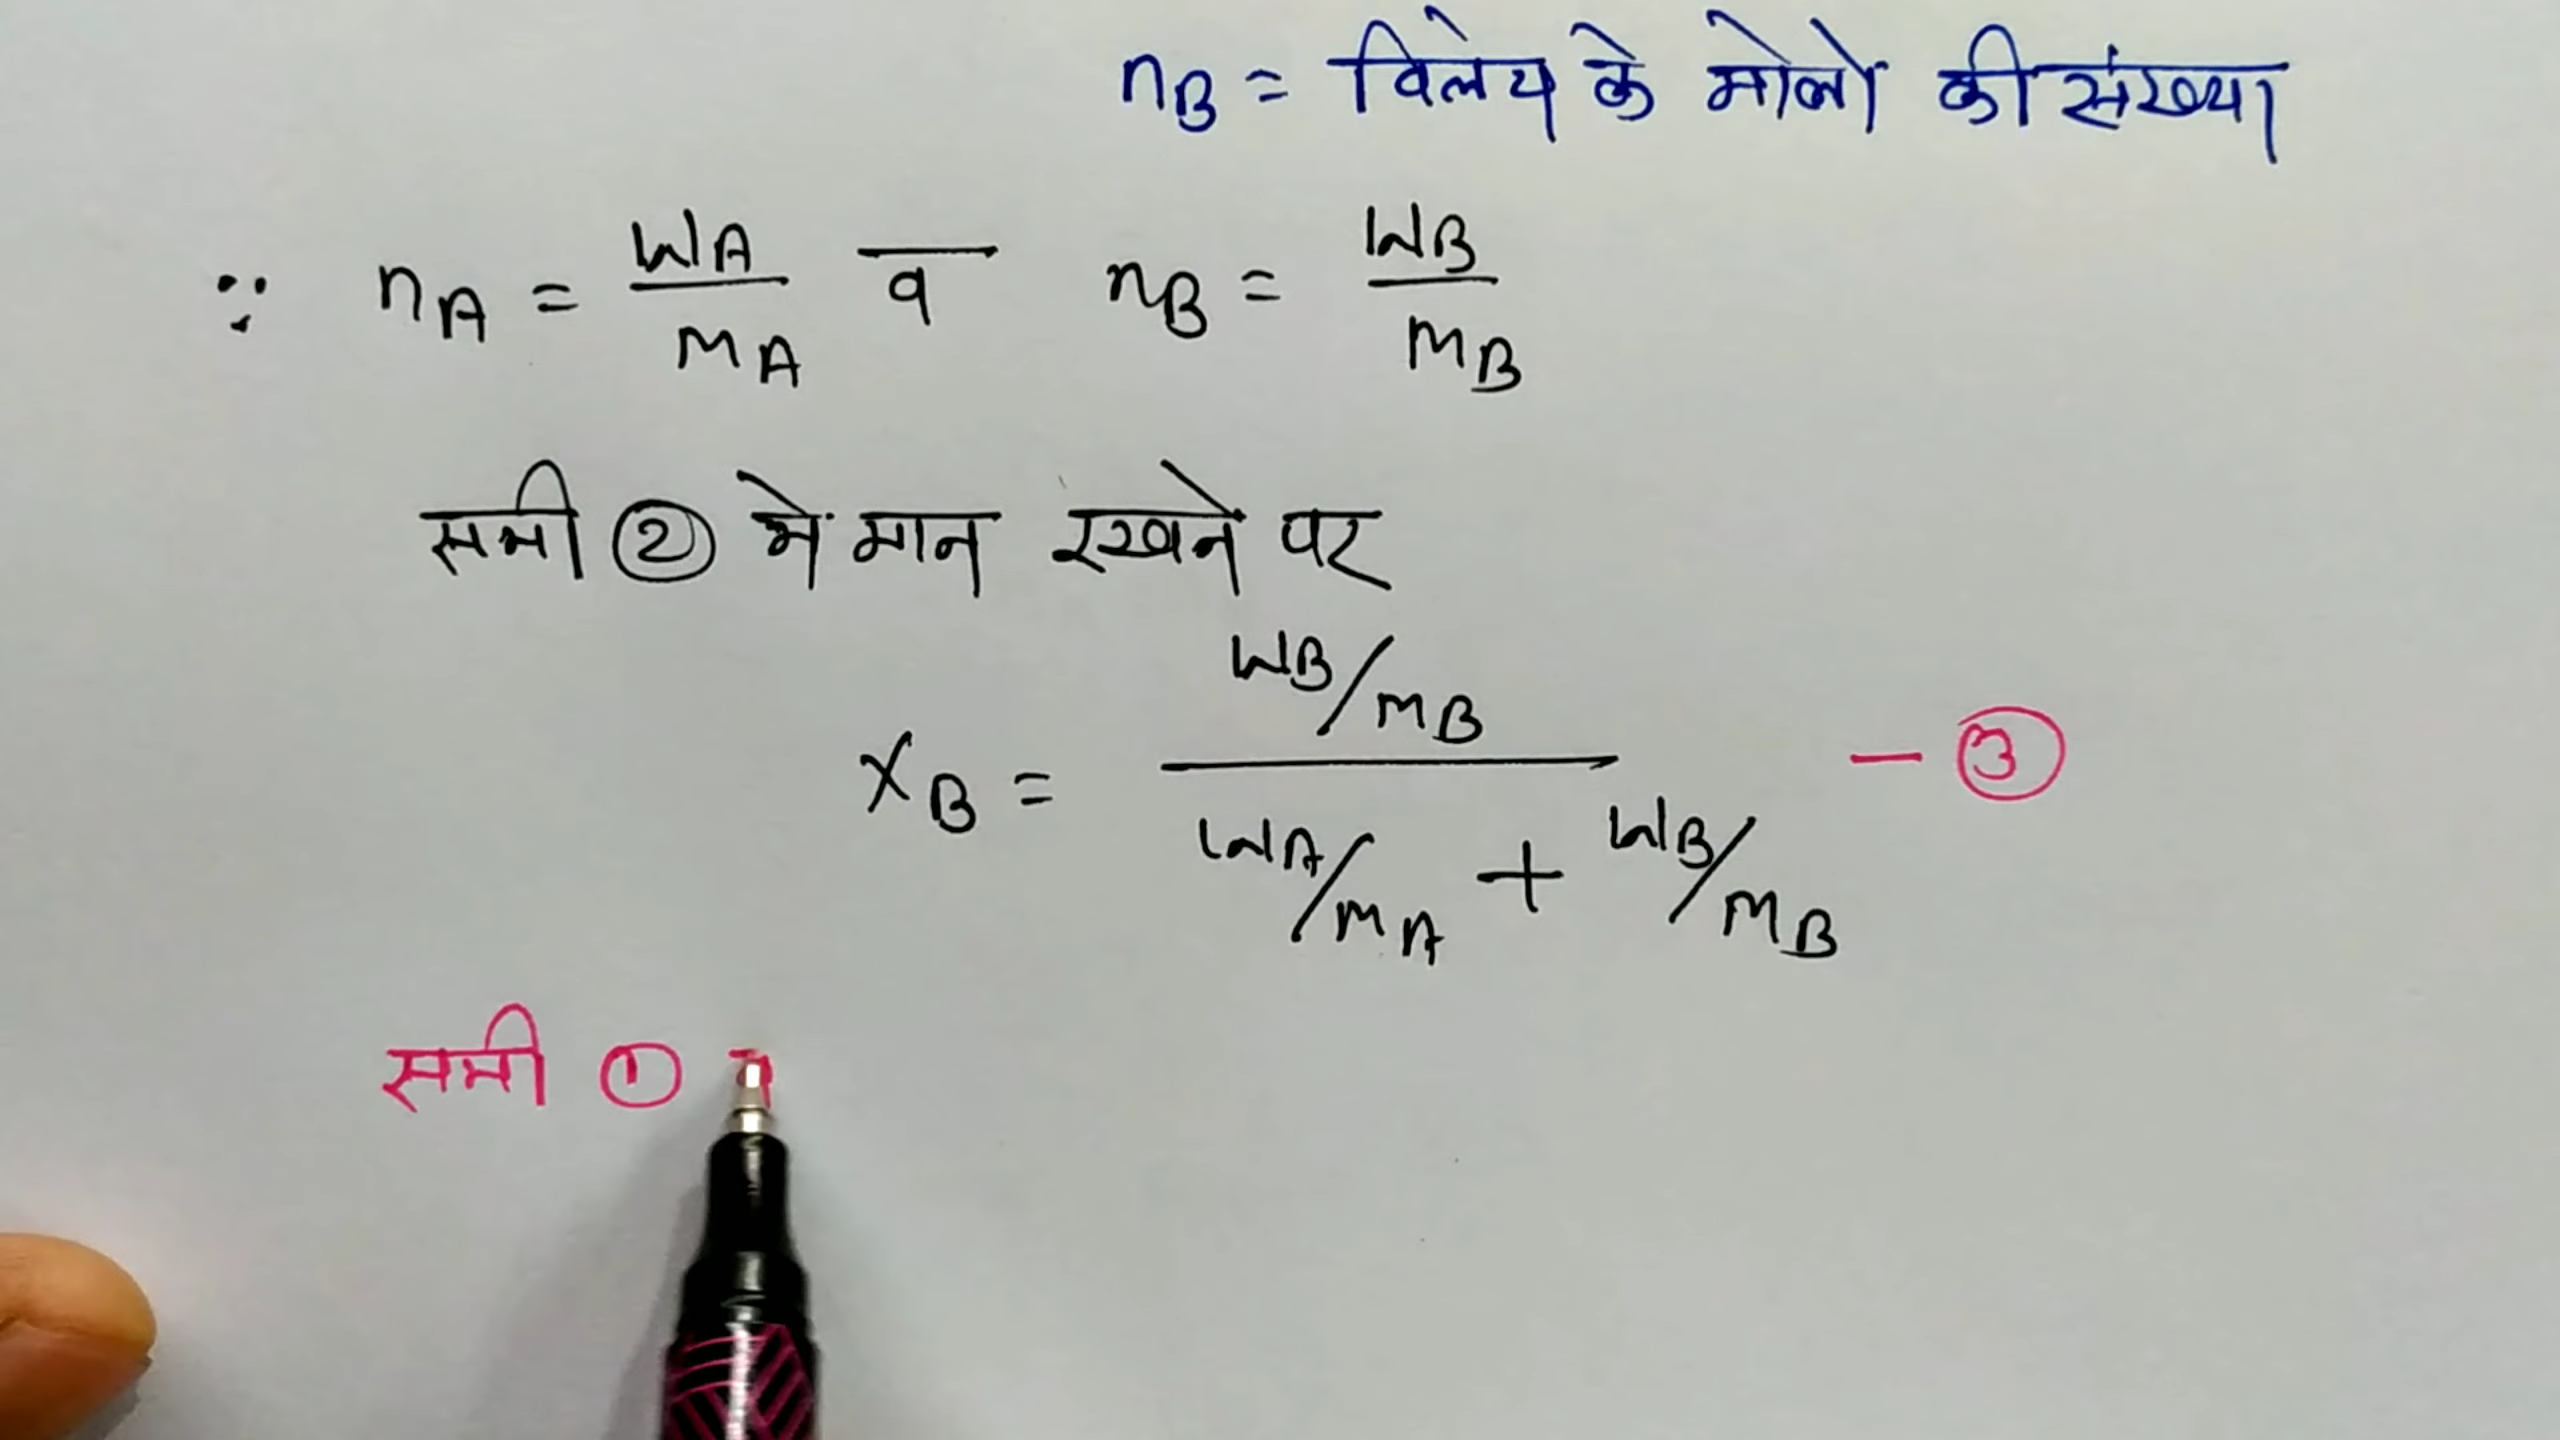 nB = विलेय के मोलो की संख्या
∵ nA = WA/MA व nB = WB/MB
समी ② में मान रखने पर
XB = (WB/MB) / (WA/MA + WB/MB) — ③
समी ①